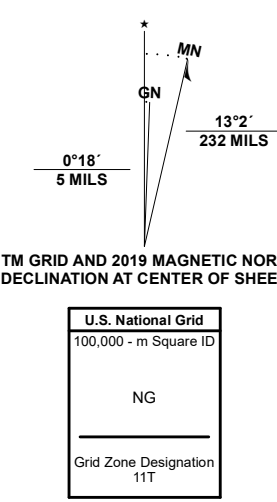 ★
MN
GN
13°2´
232 MILS
0°18´
5 MILS
TM GRID AND 2019 MAGNETIC NOR
DECLINATION AT CENTER OF SHEE
U.S. National Grid
100,000 - m Square ID
NG
Grid Zone Designation
11T